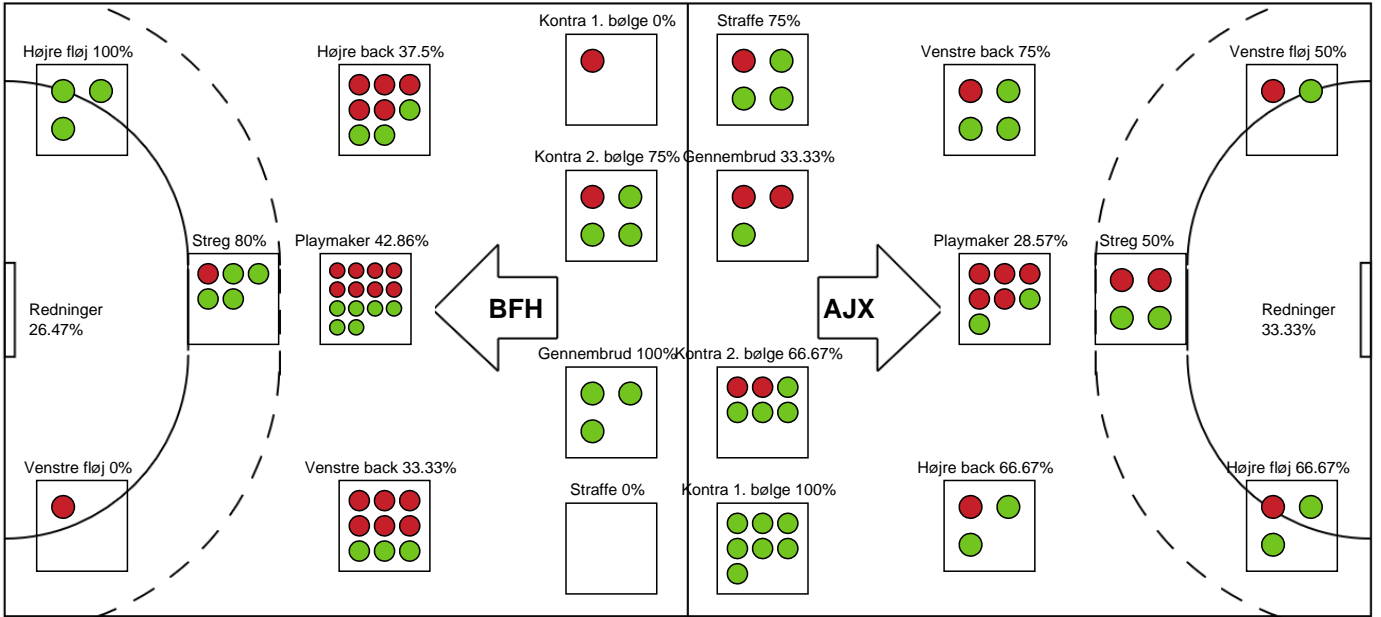 Kontra 1. bølge 0%
Straffe 75%
Højre fløj 100%
Højre back 37.5%
Venstre back 75%
Venstre fløj 50%
Kontra 2. bølge 75%
Gennembrud 33.33%
Streg 80%
Playmaker 42.86%
Playmaker 28.57%
Streg 50%
Redninger
26.47%
BFH
AJX
Redninger
33.33%
Gennembrud 100%
Kontra 2. bølge 66.67%
Venstre fløj 0%
Venstre back 33.33%
Højre back 66.67%
Højre fløj 66.67%
Straffe 0%
Kontra 1. bølge 100%